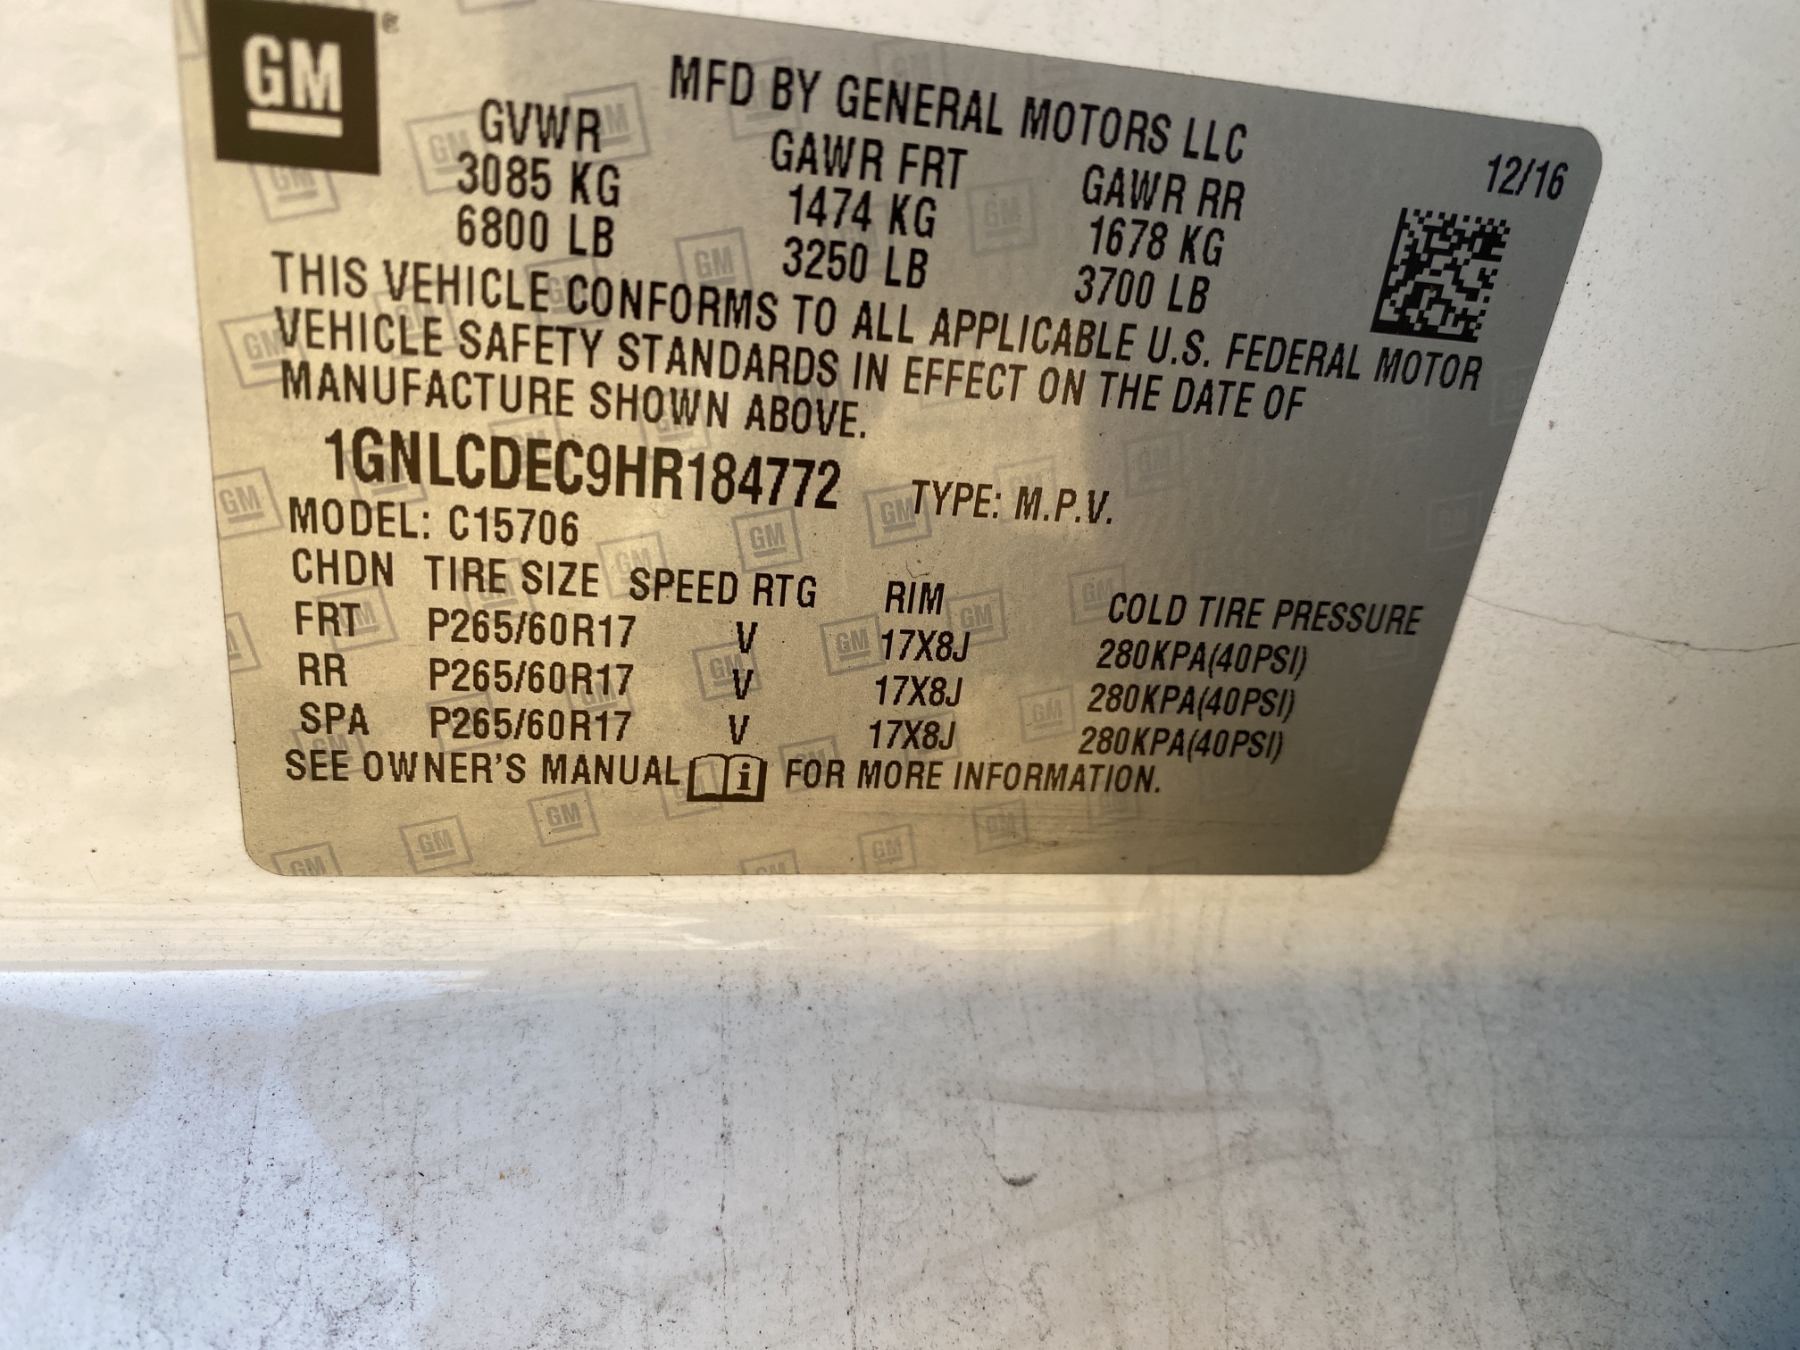 GM ®
MFD BY GENERAL MOTORS LLC
12/16
GVWR GAWR FRT GAWR RR
3085 KG 1474 KG 1678 KG
6800 LB 3250 LB 3700 LB
THIS VEHICLE CONFORMS TO ALL APPLICABLE U.S. FEDERAL MOTOR
VEHICLE SAFETY STANDARDS IN EFFECT ON THE DATE OF
MANUFACTURE SHOWN ABOVE.
1GNLCDEC9HR184772 TYPE: M.P.V.
MODEL: C15706
CHDN TIRE SIZE SPEED RTG RIM COLD TIRE PRESSURE
FRT P265/60R17 V 17X8J 280KPA(40PSI)
RR P265/60R17 V 17X8J 280KPA(40PSI)
SPA P265/60R17 V 17X8J 280KPA(40PSI)
SEE OWNER'S MANUAL i FOR MORE INFORMATION.